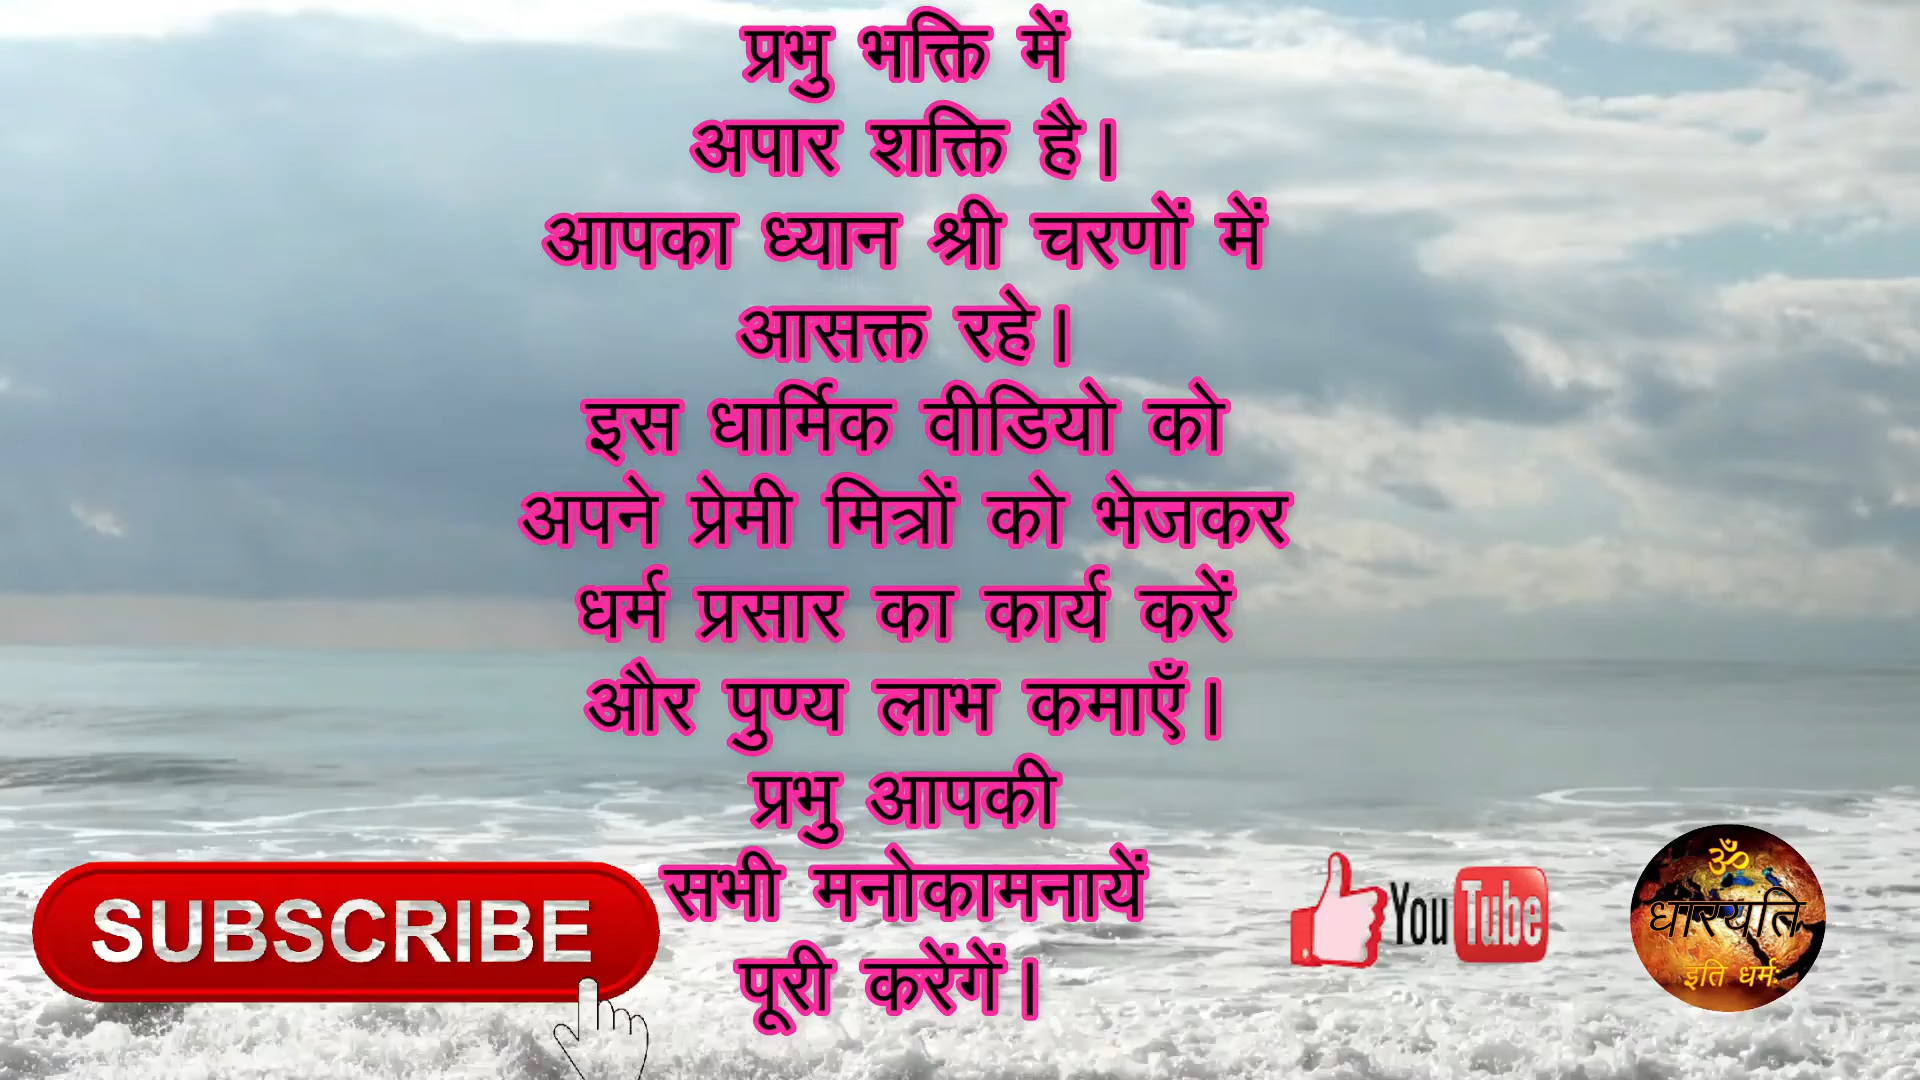 प्रभु भक्ति में
अपार शक्ति है।
आपका ध्यान श्री चरणों में
आसक्त रहे।
इस धार्मिक वीडियो को
अपने प्रेमी मित्रों को भेजकर
धर्म प्रसार का कार्य करें
और पुण्य लाभ कमाएँ।
प्रभु आपकी
सभी मनोकामनायें
पूरी करेंगें।
SUBSCRIBE
YouTube
ॐ
धारयति
इति धर्मः